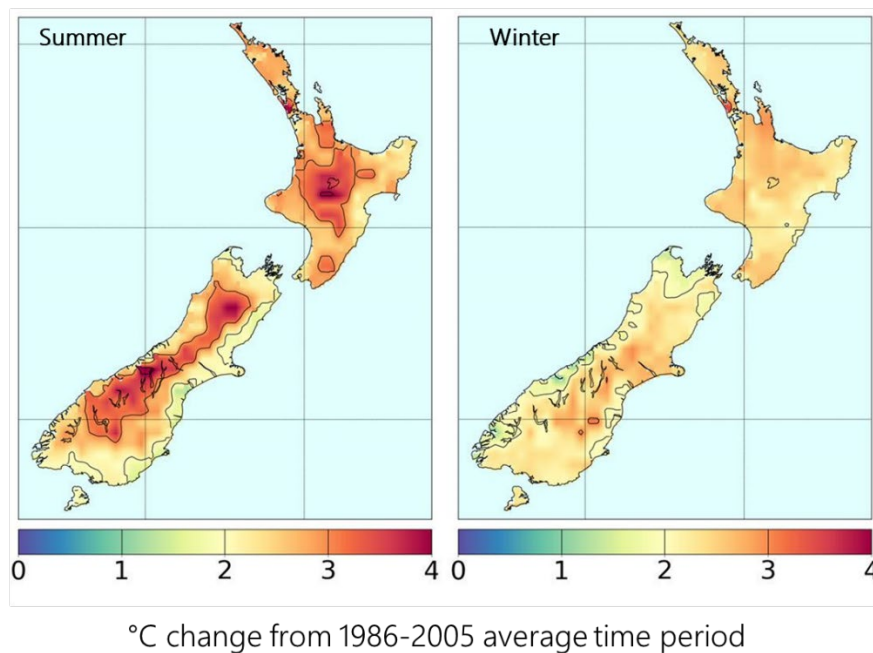 Summer
Winter
0 1 2 3 4
0 1 2 3 4
°C change from 1986-2005 average time period